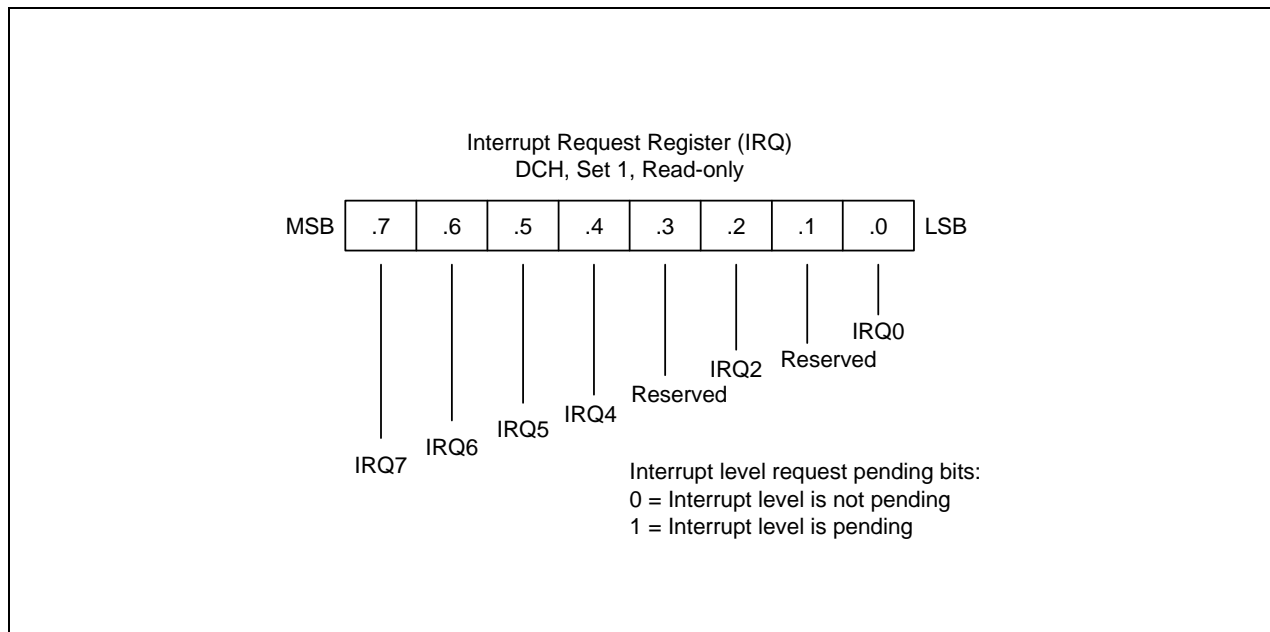 Interrupt Request Register (IRQ)
DCH, Set 1, Read-only
MSB .7 .6 .5 .4 .3 .2 .1 .0 LSB
IRQ0
Reserved
IRQ2
Reserved
IRQ4
IRQ5
IRQ6
IRQ7
Interrupt level request pending bits:
0 = Interrupt level is not pending
1 = Interrupt level is pending